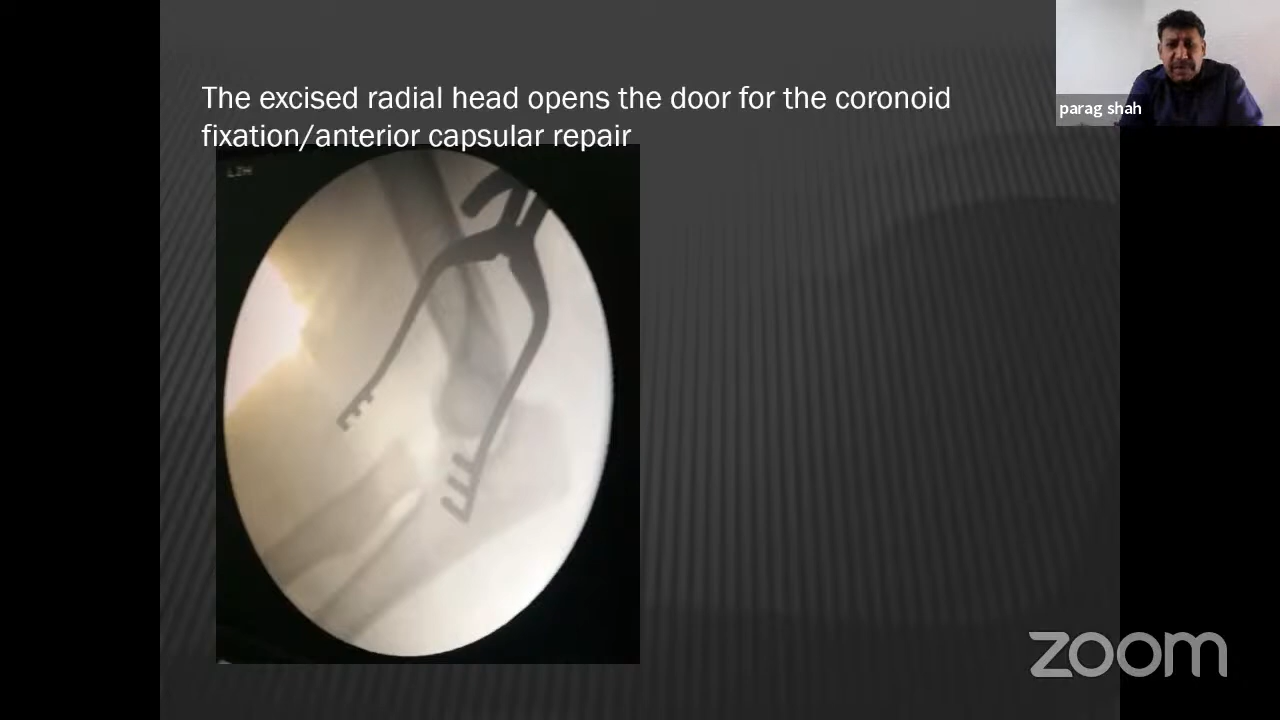 The excised radial head opens the door for the coronoid
fixation/anterior capsular repair
parag shah
zoom